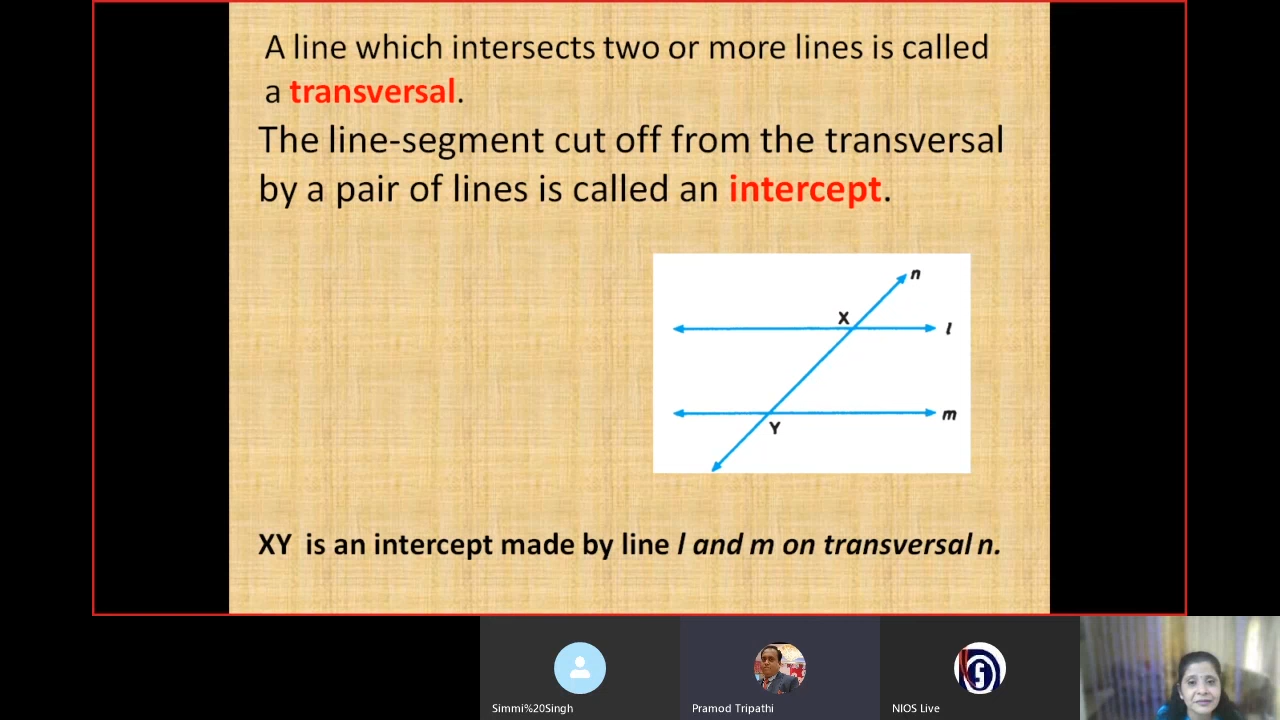 A line which intersects two or more lines is called
a transversal.
The line-segment cut off from the transversal
by a pair of lines is called an intercept.
n
X
l
m
Y
XY is an intercept made by line l and m on transversal n.
Simmi%20Singh
Pramod Tripathi
NIOS Live